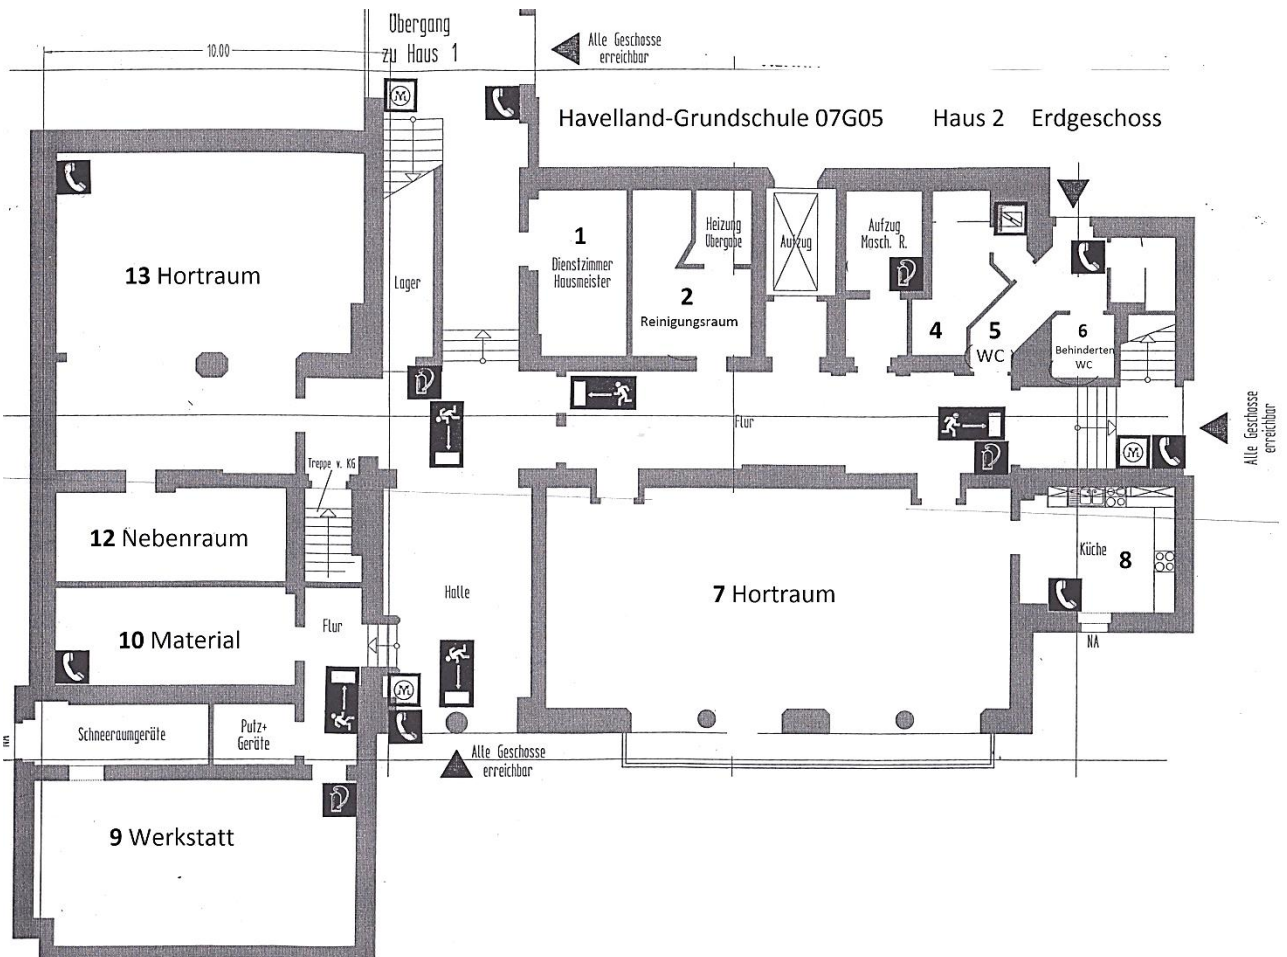 Übergang
zu Haus 1
Alle Geschosse
erreichbar
10.00
M
Havelland-Grundschule 07G05 Haus 2 Erdgeschoss
13 Hortraum
Lager
1
Dienstzimmer
Hausmeister
Heizung
Übergabe
2
Reinigungsraum
Aufzug
Aufzug
Masch. R.
4
5
WC
6
Behinderten
WC
Flur
Alle Geschosse
erreichbar
M
Treppe v. KG
12 Nebenraum
Halle
7 Hortraum
Küche
8
NA
10 Material
Flur
M
Schneeraumgeräte
Putz+
Geräte
NA
Alle Geschosse
erreichbar
9 Werkstatt